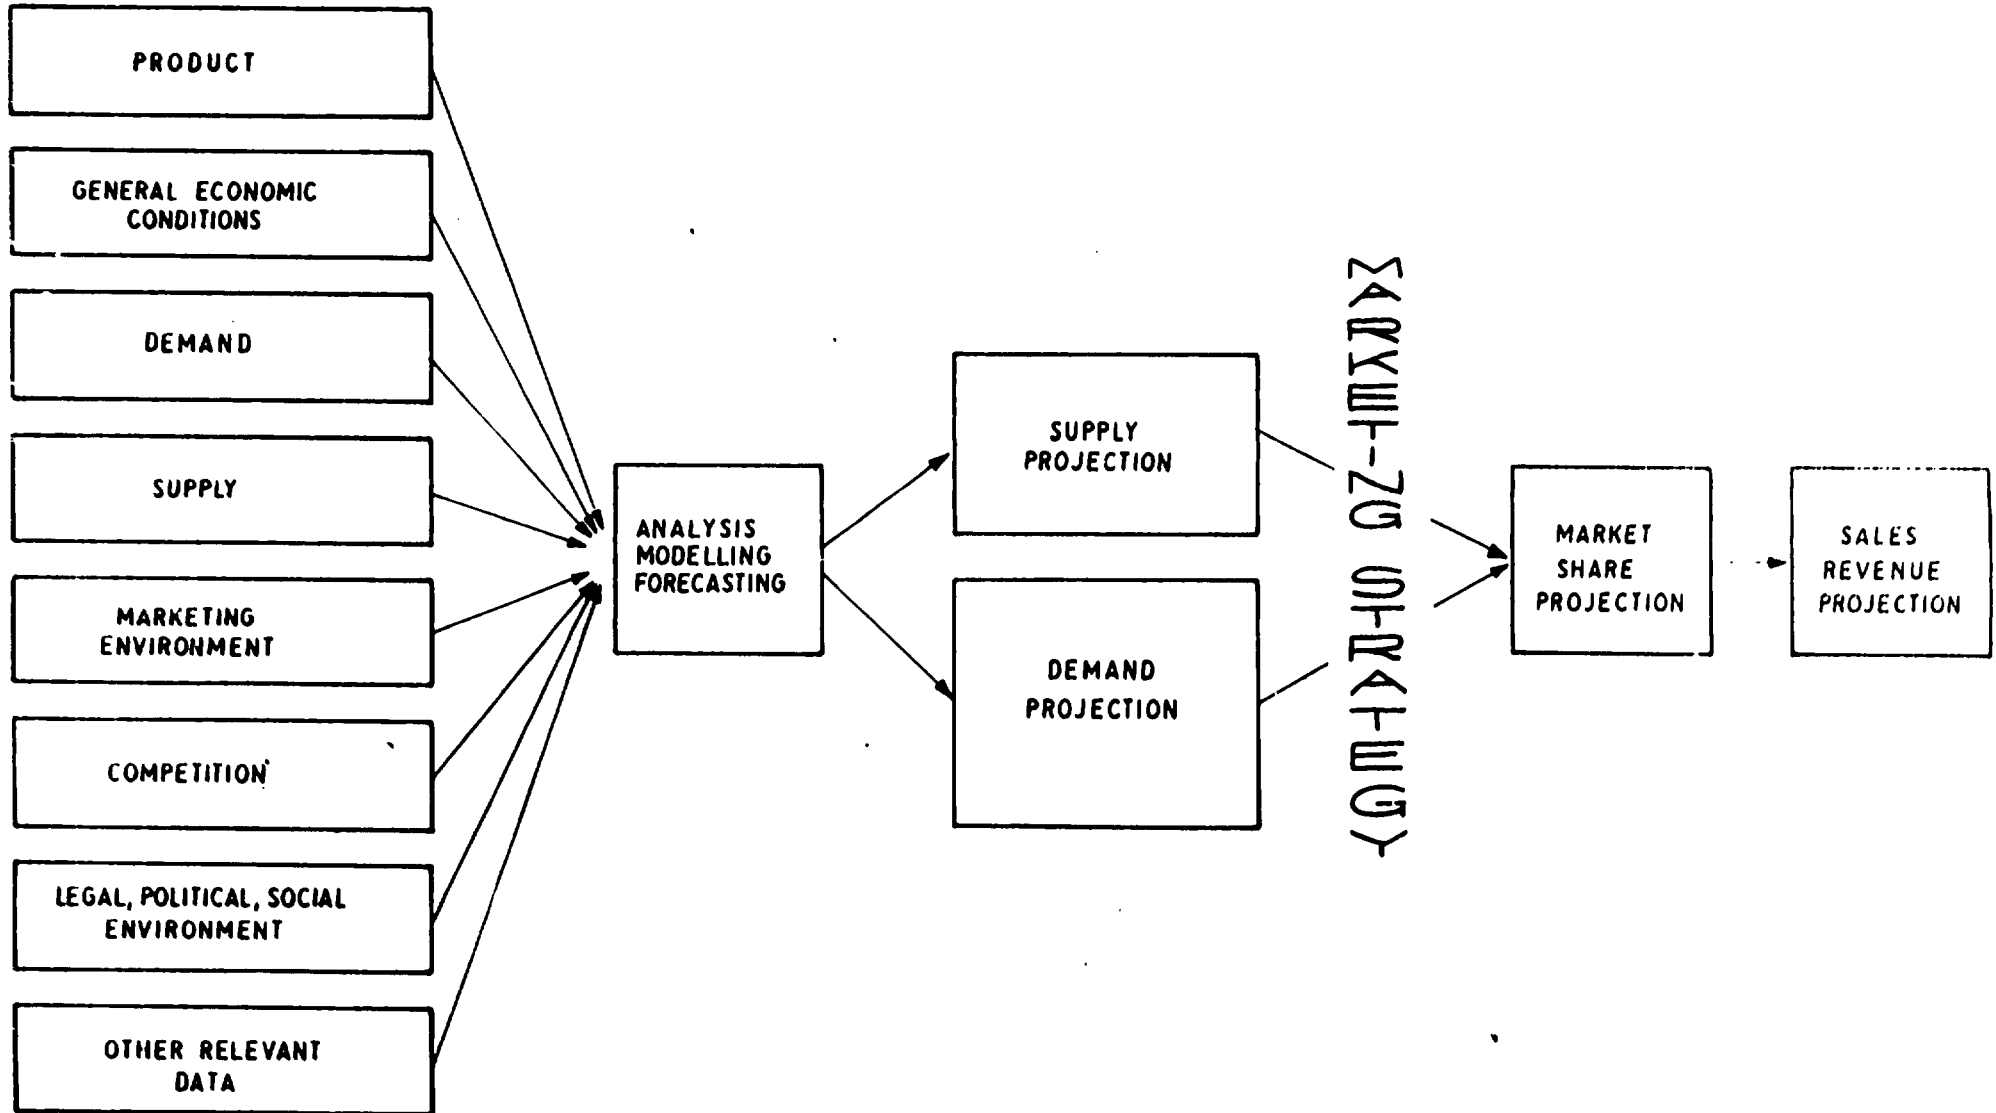 PRODUCT
GENERAL ECONOMIC
CONDITIONS
DEMAND
SUPPLY
MARKETING
ENVIRONMENT
COMPETITION
LEGAL, POLITICAL, SOCIAL
ENVIRONMENT
OTHER RELEVANT
DATA
ANALYSIS
MODELLING
FORECASTING
SUPPLY
PROJECTION
DEMAND
PROJECTION
MARKETING STRATEGY
MARKET
SHARE
PROJECTION
SALES
REVENUE
PROJECTION